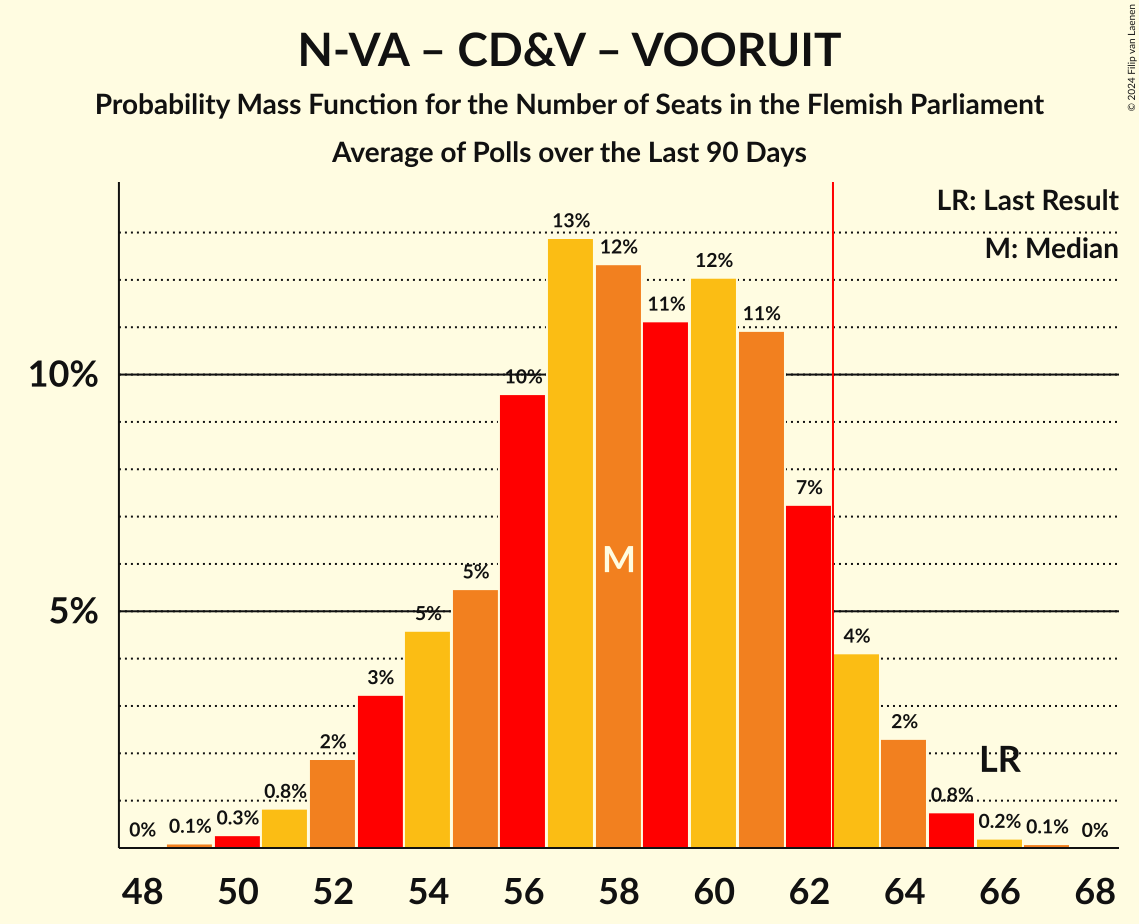 N-VA – CD&V – VOORUIT
Probability Mass Function for the Number of Seats in the Flemish Parliament
Average of Polls over the Last 90 Days
© 2024 Filip van Laenen
LR: Last Result
M: Median
10%
5%
0%
0.1%
0.3%
0.8%
2%
3%
5%
5%
10%
13%
12%
11%
12%
11%
7%
4%
2%
0.8%
0.2%
0.1%
0%
M
LR
48 50 52 54 56 58 60 62 64 66 68